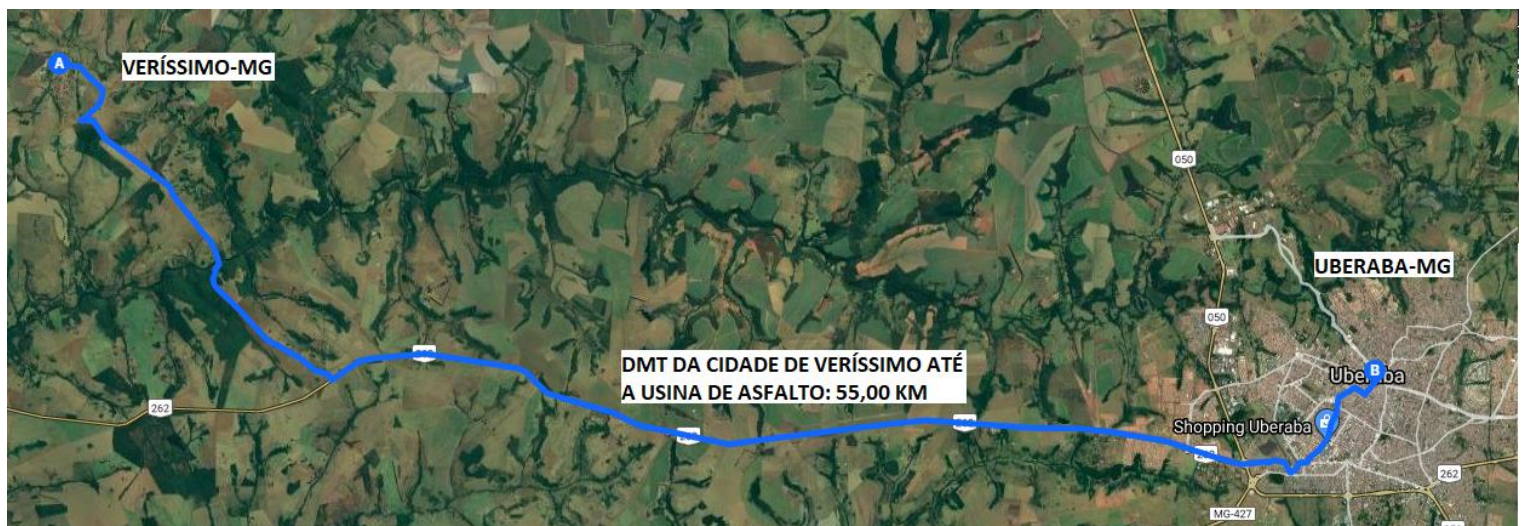 A
VERÍSSIMO-MG
050
UBERABA-MG
050
DMT DA CIDADE DE VERÍSSIMO ATÉ
A USINA DE ASFALTO: 55,00 KM
B
Uberaba
262
Shopping Uberaba
262
MG-427